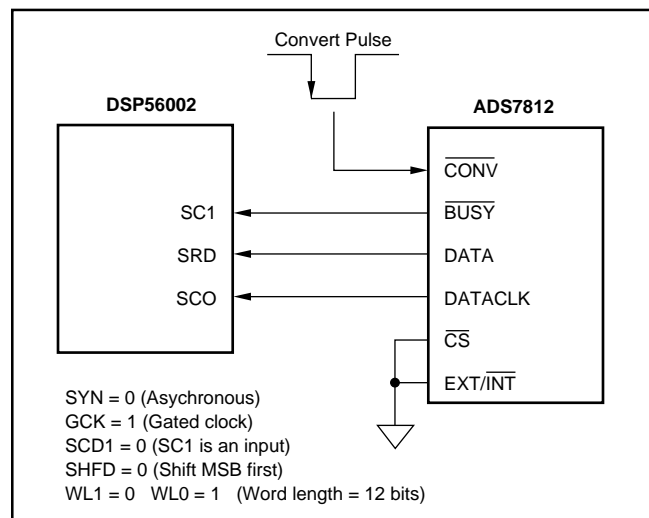 Convert Pulse
DSP56002
ADS7812
CONV
SC1
BUSY
SRD
DATA
SCO
DATACLK
CS
EXT/INT
SYN = 0 (Asychronous)
GCK = 1 (Gated clock)
SCD1 = 0 (SC1 is an input)
SHFD = 0 (Shift MSB first)
WL1 = 0 WL0 = 1 (Word length = 12 bits)